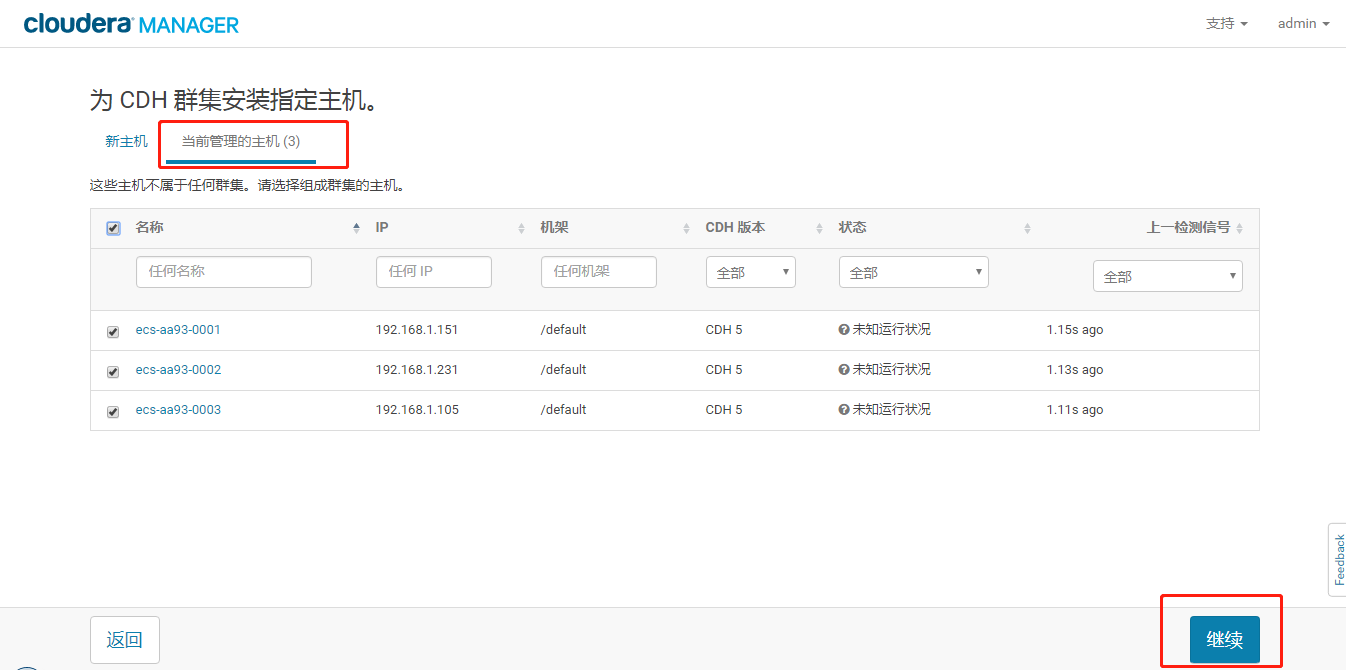 cloudera MANAGER 支持 admin
为 CDH 群集安装指定主机。
新主机 当前管理的主机 (3)
这些主机不属于任何群集。请选择组成群集的主机。
名称 IP 机架 CDH 版本 状态 上一检测信号
任何名称 任何 IP 任何机架 全部 全部 全部
ecs-aa93-0001 192.168.1.151 /default CDH 5 未知运行状况 1.15s ago
ecs-aa93-0002 192.168.1.231 /default CDH 5 未知运行状况 1.13s ago
ecs-aa93-0003 192.168.1.105 /default CDH 5 未知运行状况 1.11s ago
Feedback
返回 继续